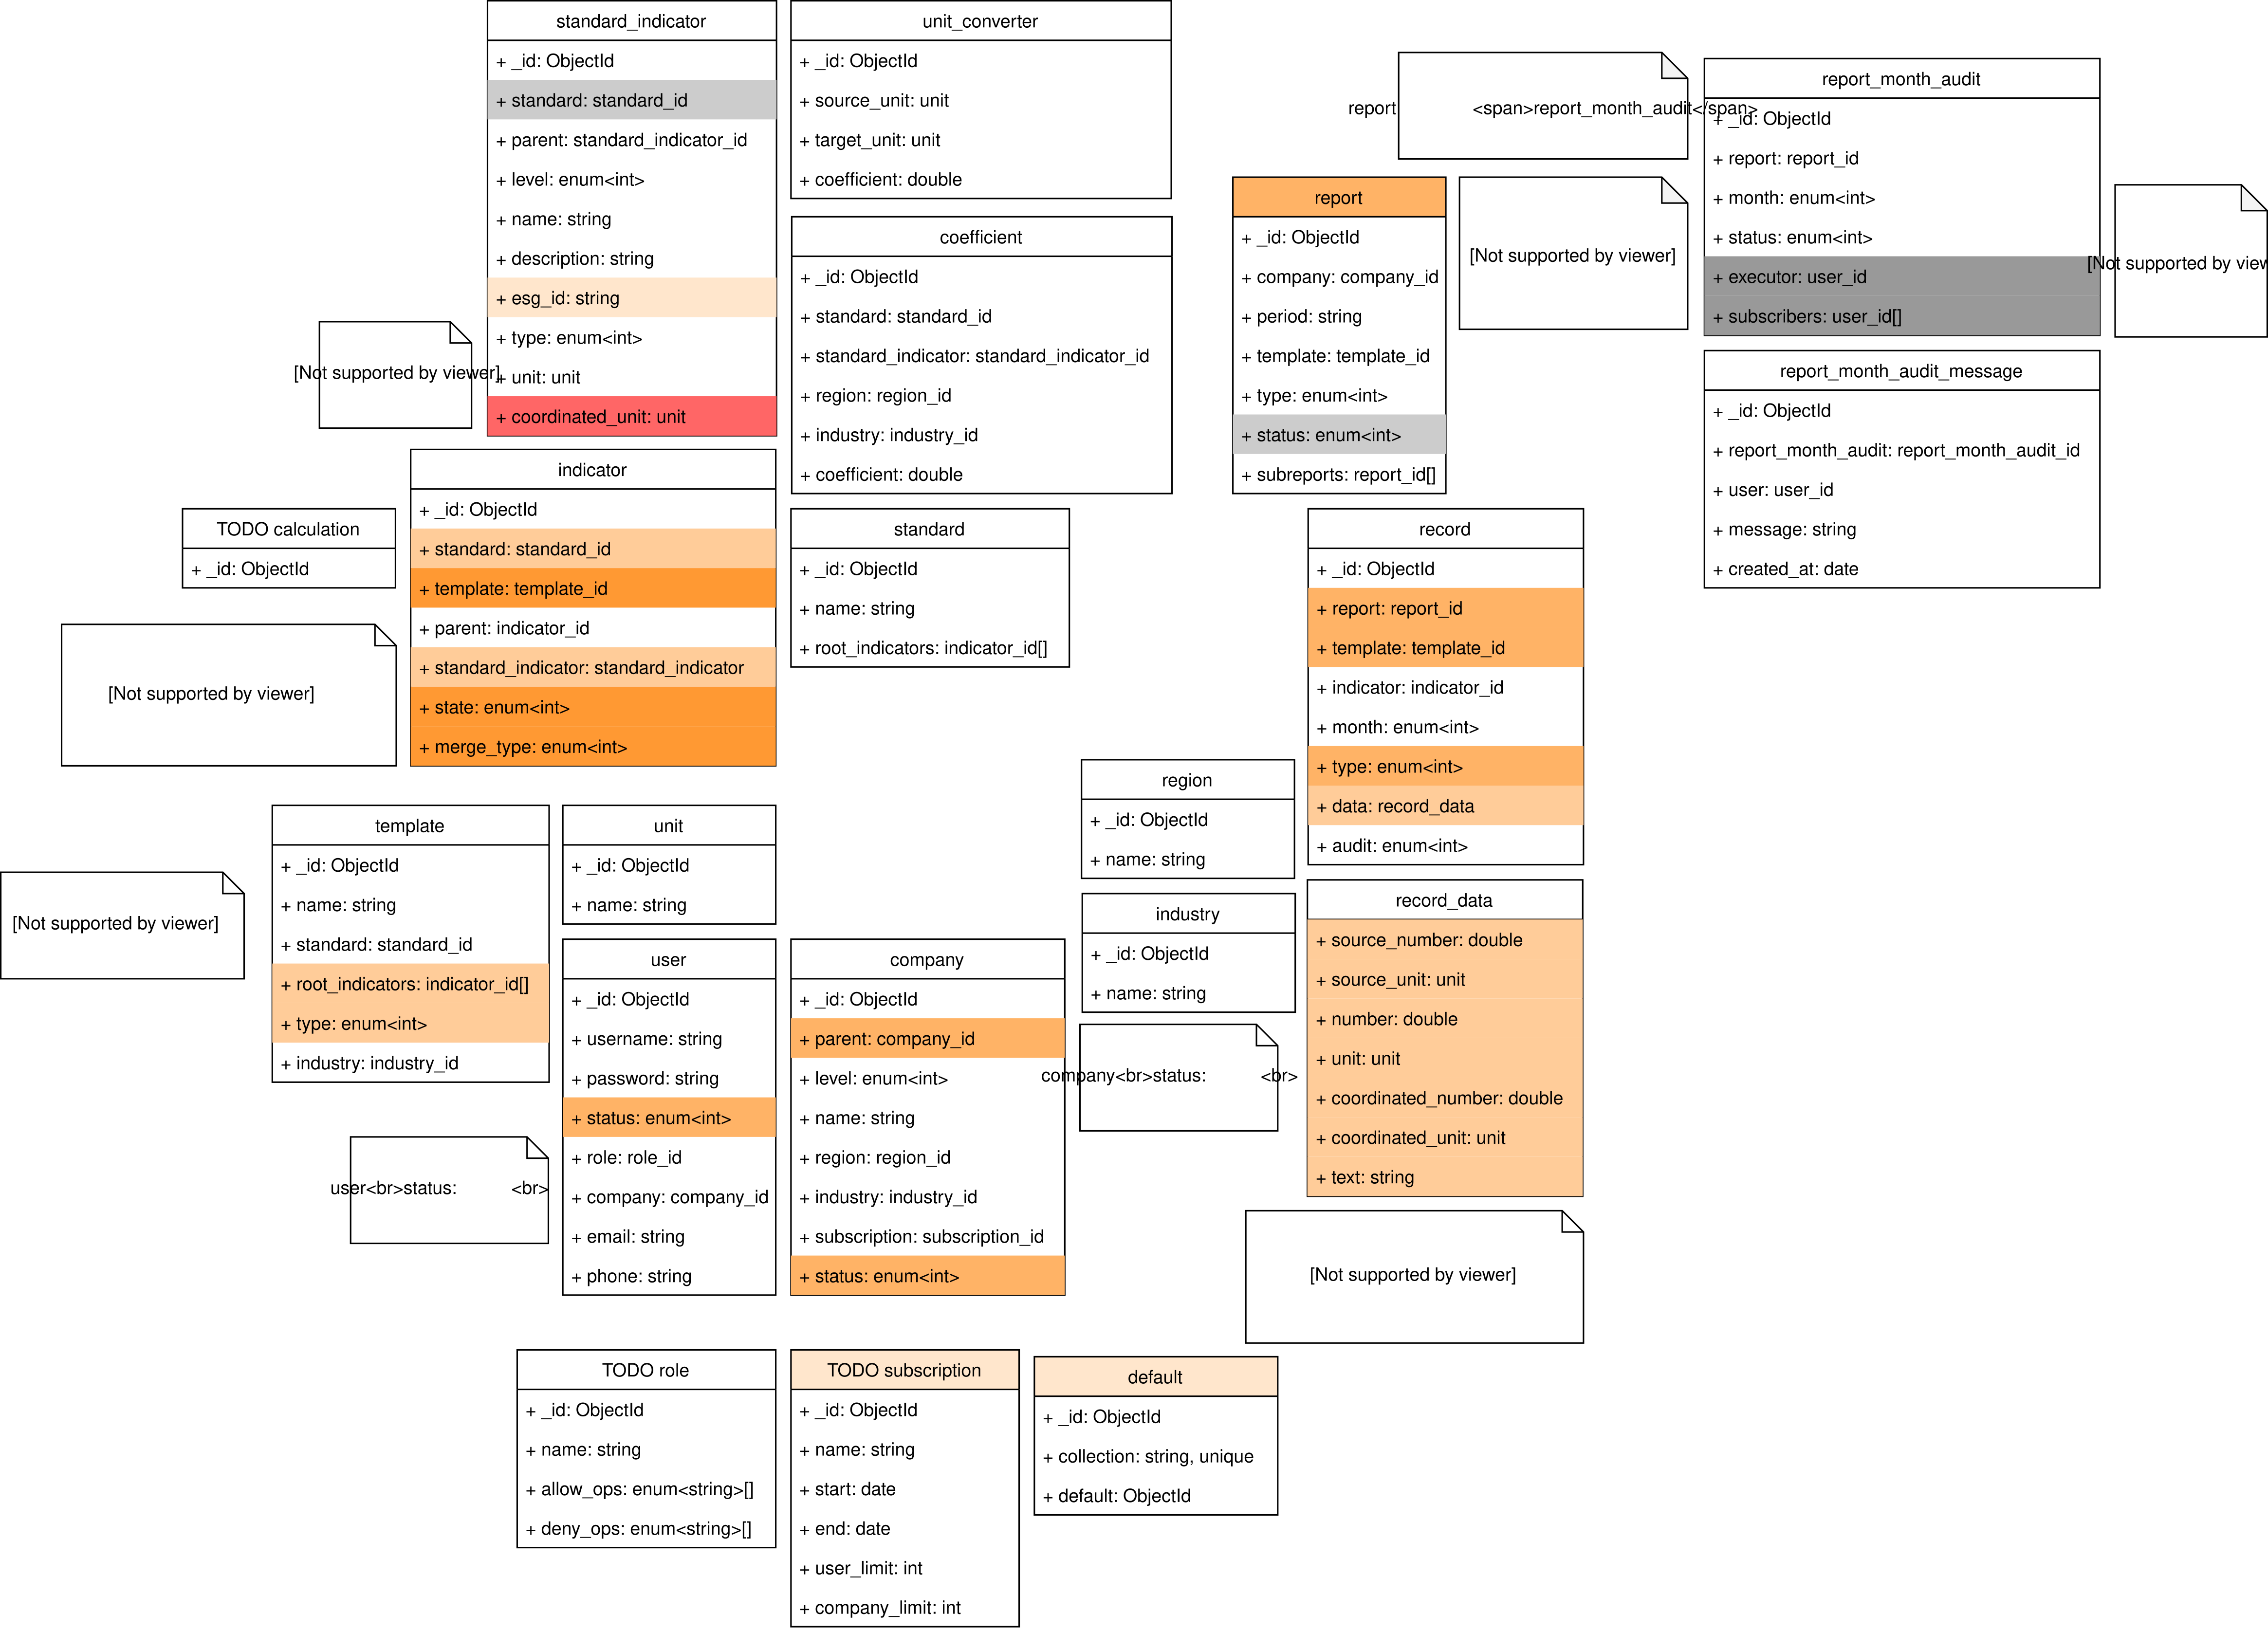 standard_indicator
+ _id: ObjectId
+ standard: standard_id
+ parent: standard_indicator_id
+ level: enum<int>
+ name: string
+ description: string
+ esg_id: string
+ type: enum<int>
+ unit: unit
+ coordinated_unit: unit
[Not supported by viewer]
unit_converter
+ _id: ObjectId
+ source_unit: unit
+ target_unit: unit
+ coefficient: double
coefficient
+ _id: ObjectId
+ standard: standard_id
+ standard_indicator: standard_indicator_id
+ region: region_id
+ industry: industry_id
+ coefficient: double
report <span>report_month_audit</span>
report
+ _id: ObjectId
+ company: company_id
+ period: string
+ template: template_id
+ type: enum<int>
+ status: enum<int>
+ subreports: report_id[]
[Not supported by viewer]
report_month_audit
+ _id: ObjectId
+ report: report_id
+ month: enum<int>
+ status: enum<int>
+ executor: user_id
+ subscribers: user_id[]
[Not supported by view
report_month_audit_message
+ _id: ObjectId
+ report_month_audit: report_month_audit_id
+ user: user_id
+ message: string
+ created_at: date
TODO calculation
+ _id: ObjectId
[Not supported by viewer]
indicator
+ _id: ObjectId
+ standard: standard_id
+ template: template_id
+ parent: indicator_id
+ standard_indicator: standard_indicator
+ state: enum<int>
+ merge_type: enum<int>
standard
+ _id: ObjectId
+ name: string
+ root_indicators: indicator_id[]
record
+ _id: ObjectId
+ report: report_id
+ template: template_id
+ indicator: indicator_id
+ month: enum<int>
+ type: enum<int>
+ data: record_data
+ audit: enum<int>
region
+ _id: ObjectId
+ name: string
[Not supported by viewer]
template
+ _id: ObjectId
+ name: string
+ standard: standard_id
+ root_indicators: indicator_id[]
+ type: enum<int>
+ industry: industry_id
unit
+ _id: ObjectId
+ name: string
user
+ _id: ObjectId
+ username: string
+ password: string
+ status: enum<int>
+ role: role_id
+ company: company_id
+ email: string
+ phone: string
user<br>status: <br>
company
+ _id: ObjectId
+ parent: company_id
+ level: enum<int>
+ name: string
+ region: region_id
+ industry: industry_id
+ subscription: subscription_id
+ status: enum<int>
industry
+ _id: ObjectId
+ name: string
company<br>status: <br>
record_data
+ source_number: double
+ source_unit: unit
+ number: double
+ unit: unit
+ coordinated_number: double
+ coordinated_unit: unit
+ text: string
[Not supported by viewer]
TODO role
+ _id: ObjectId
+ name: string
+ allow_ops: enum<string>[]
+ deny_ops: enum<string>[]
TODO subscription
+ _id: ObjectId
+ name: string
+ start: date
+ end: date
+ user_limit: int
+ company_limit: int
default
+ _id: ObjectId
+ collection: string, unique
+ default: ObjectId